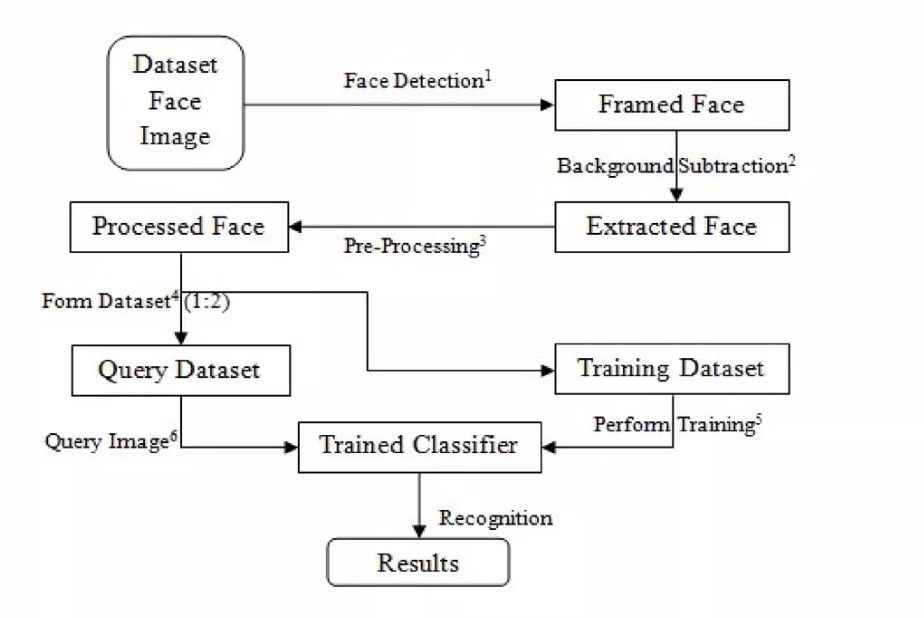 Dataset
Face
Image
Face Detection¹
Framed Face
Background Subtraction²
Processed Face
Pre-Processing³
Extracted Face
Form Dataset⁴ (1:2)
Query Dataset
Training Dataset
Query Image⁶
Trained Classifier
Perform Training⁵
Recognition
Results